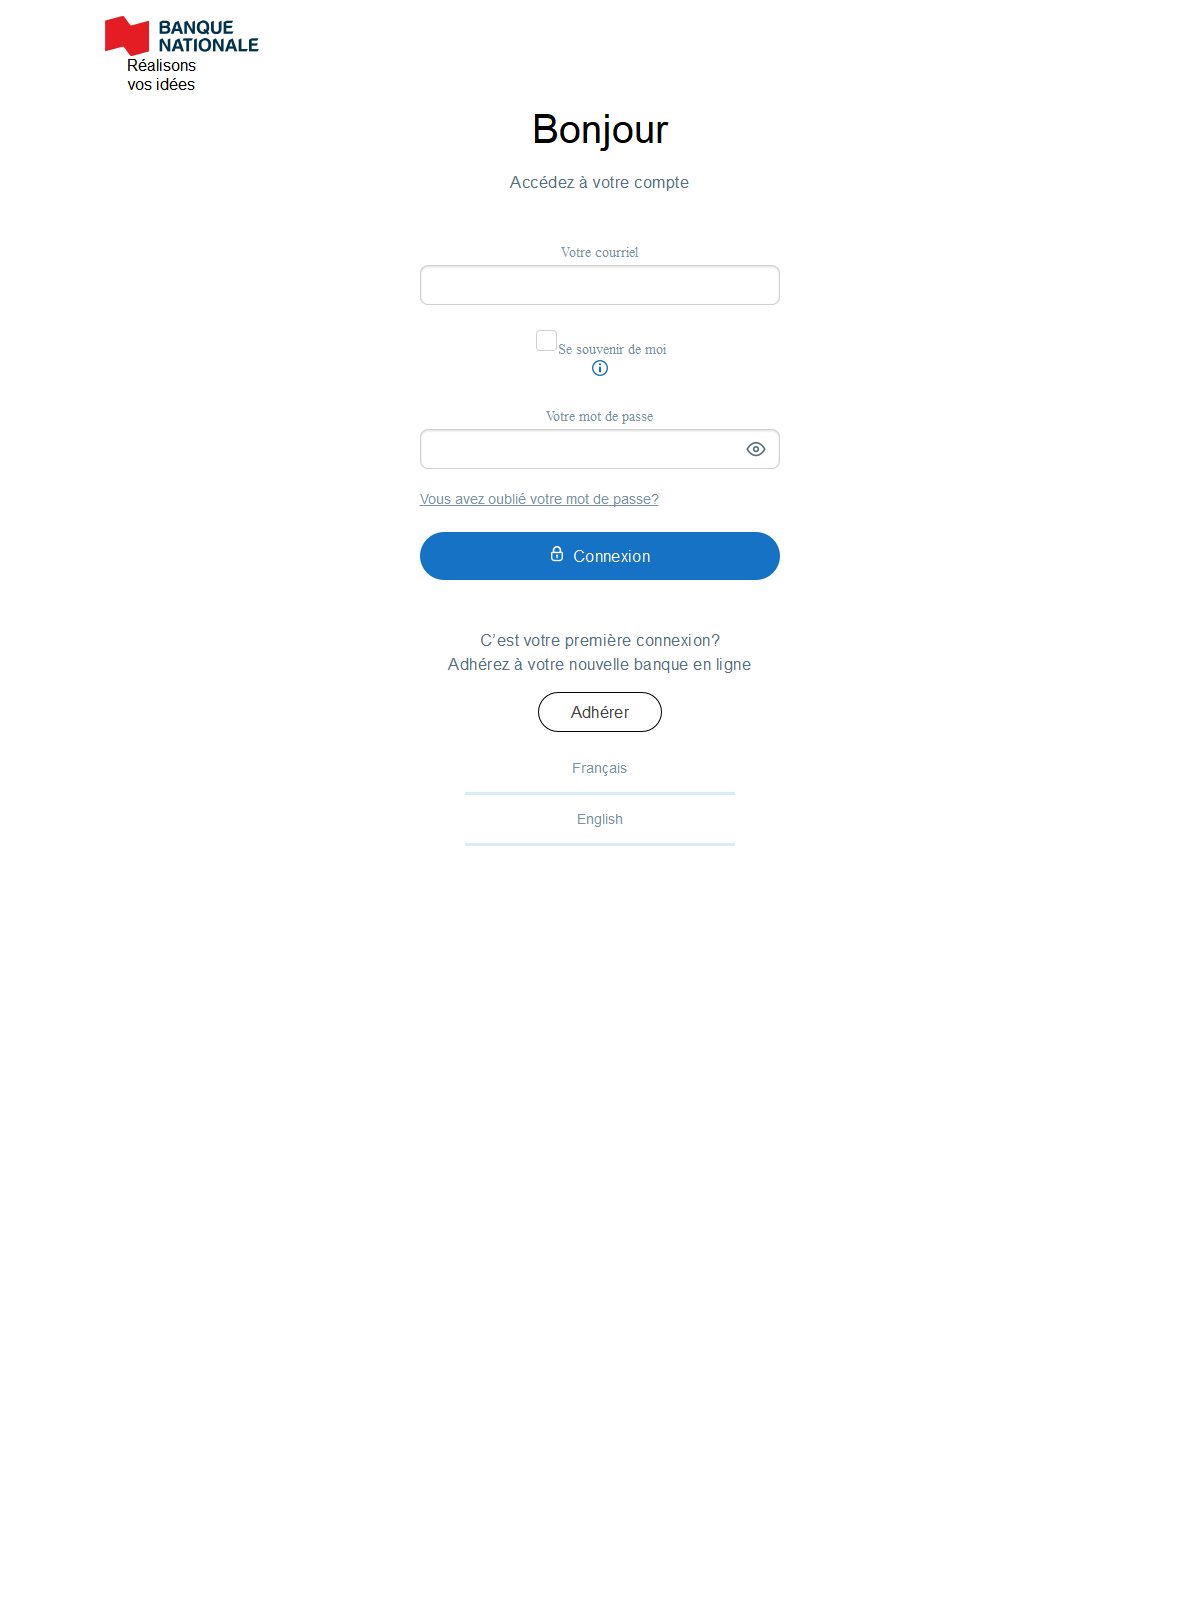 BANQUE
NATIONALE
Réalisons
vos idées
Bonjour
Accédez à votre compte
Votre courriel
Se souvenir de moi
Votre mot de passe
Vous avez oublié votre mot de passe?
Connexion
C’est votre première connexion?
Adhérez à votre nouvelle banque en ligne
Adhérer
Français
English